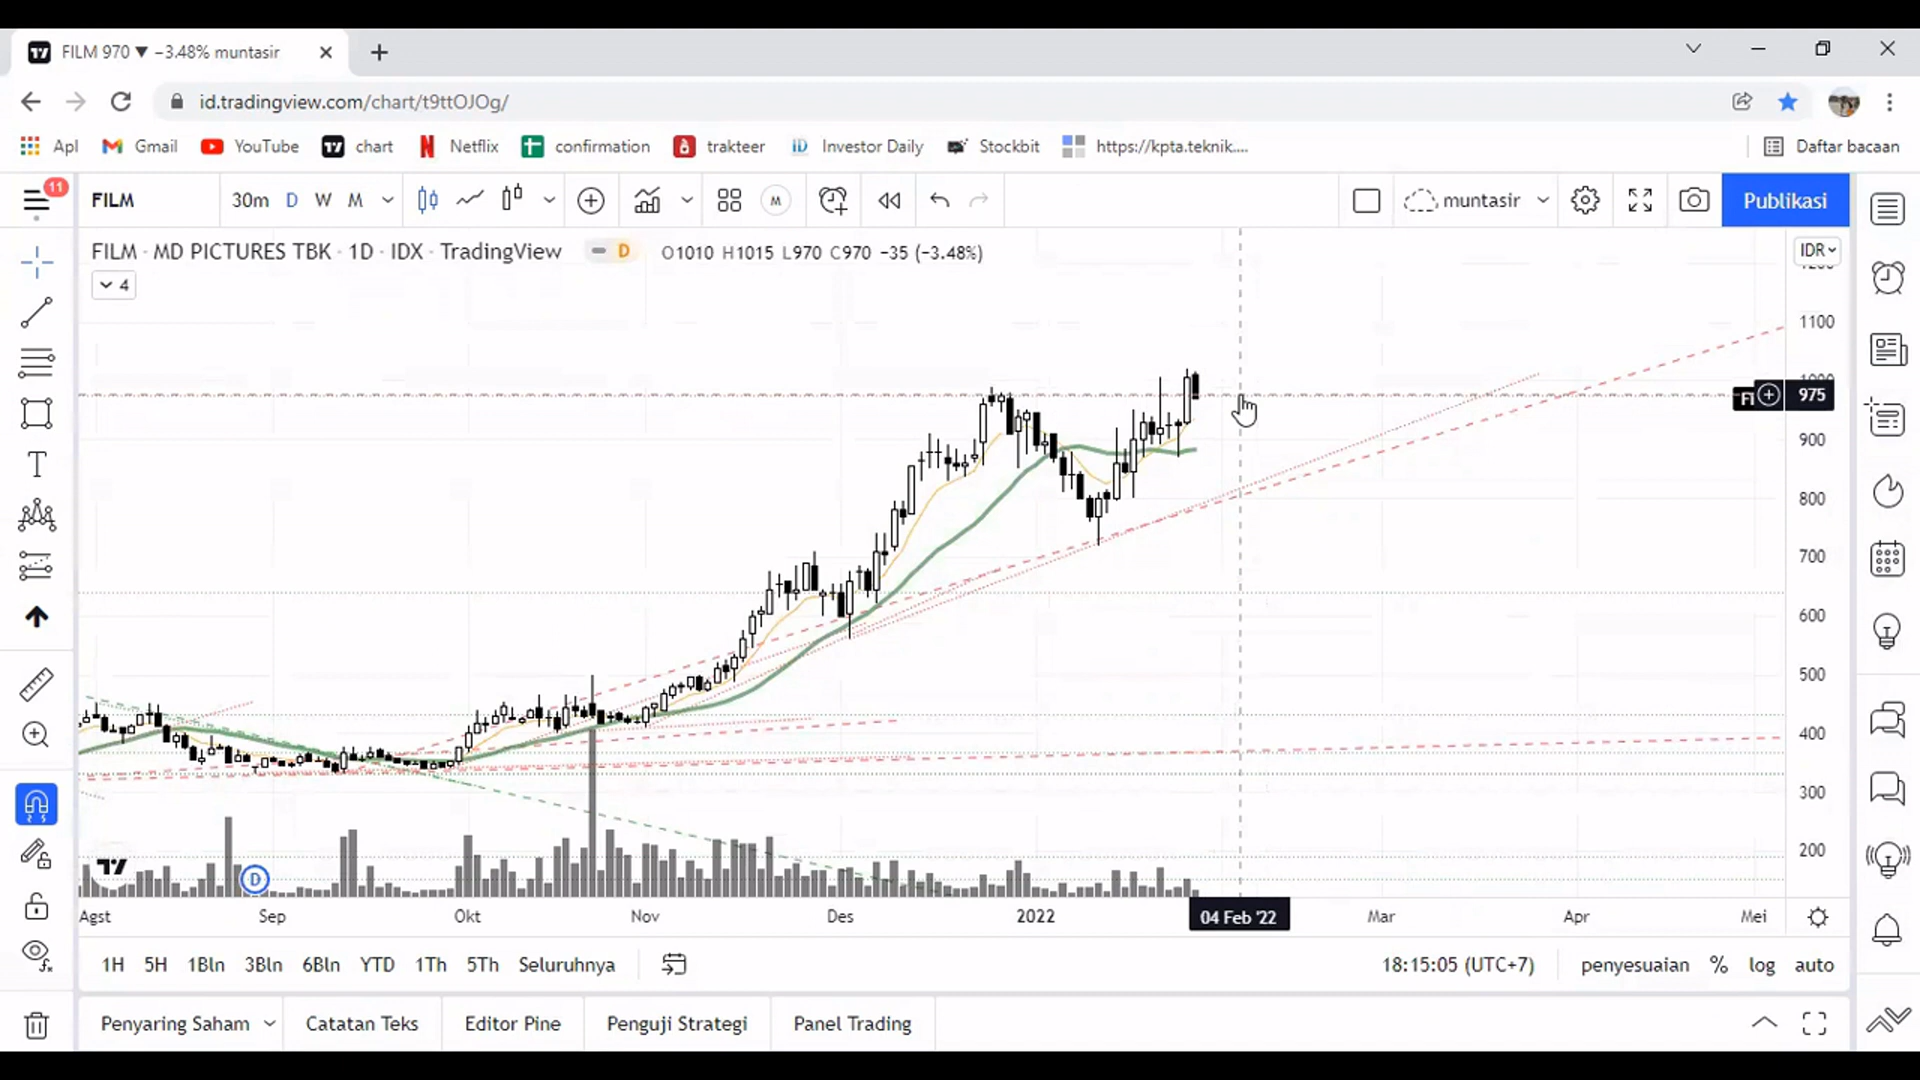 FILM 970 ▼ −3.48% muntasir
id.tradingview.com/chart/t9ttOJOg/
Apl Gmail YouTube chart Netflix confirmation trakteer Investor Daily Stockbit https://kpta.teknik.... Daftar bacaan
11 FILM 30m D W M M muntasir Publikasi
FILM · MD PICTURES TBK · 1D · IDX · TradingView D O1010 H1015 L970 C970 −35 (−3.48%) IDR
4
1200
1100
1000
975
900
800
700
600
500
400
300
200
D
Agst Sep Okt Nov Des 2022 04 Feb '22 Mar Apr Mei
1H 5H 1Bln 3Bln 6Bln YTD 1Th 5Th Seluruhnya 18:15:05 (UTC+7) penyesuaian % log auto
Penyaring Saham Catatan Teks Editor Pine Penguji Strategi Panel Trading